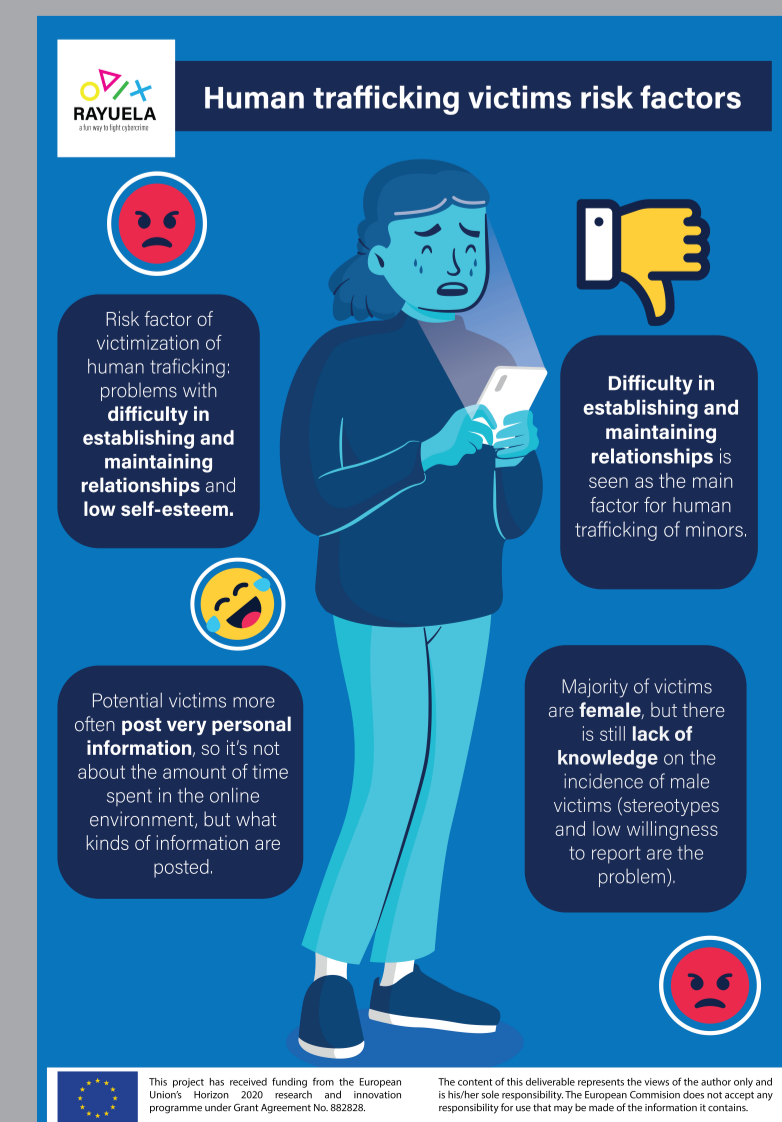 RAYUELA
a fun way to fight cybercrime
Human trafficking victims risk factors
Risk factor of
victimization of
human traficking:
problems with
difficulty in
establishing and
maintaining
relationships and
low self-esteem.
Difficulty in
establishing and
maintaining
relationships is
seen as the main
factor for human
trafficking of minors.
Potential victims more
often post very personal
information, so it's not
about the amount of time
spent in the online
environment, but what
kinds of information are
posted.
Majority of victims
are female, but there
is still lack of
knowledge on the
incidence of male
victims (stereotypes
and low willingness
to report are the
problem).
This project has received funding from the European
Union's Horizon 2020 research and innovation
programme under Grant Agreement No. 882828.
The content of this deliverable represents the views of the author only and
is his/her sole responsibility. The European Commision does not accept any
responsibility for use that may be made of the information it contains.